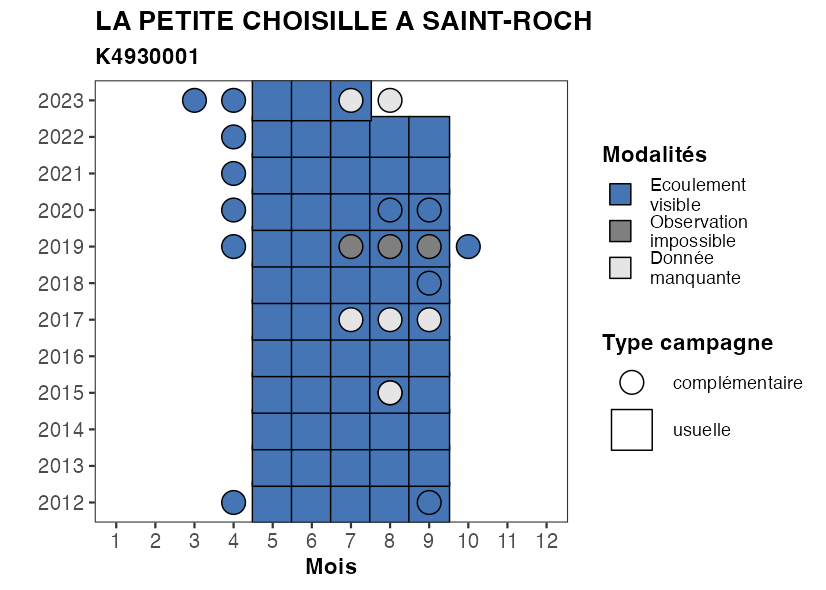 LA PETITE CHOISILLE A SAINT-ROCH
K4930001
2023
2022
2021
2020
2019
2018
2017
2016
2015
2014
2013
2012
1 2 3 4 5 6 7 8 9 10 11 12
Mois
Modalités
Ecoulement
visible
Observation
impossible
Donnée
manquante
Type campagne
complémentaire
usuelle